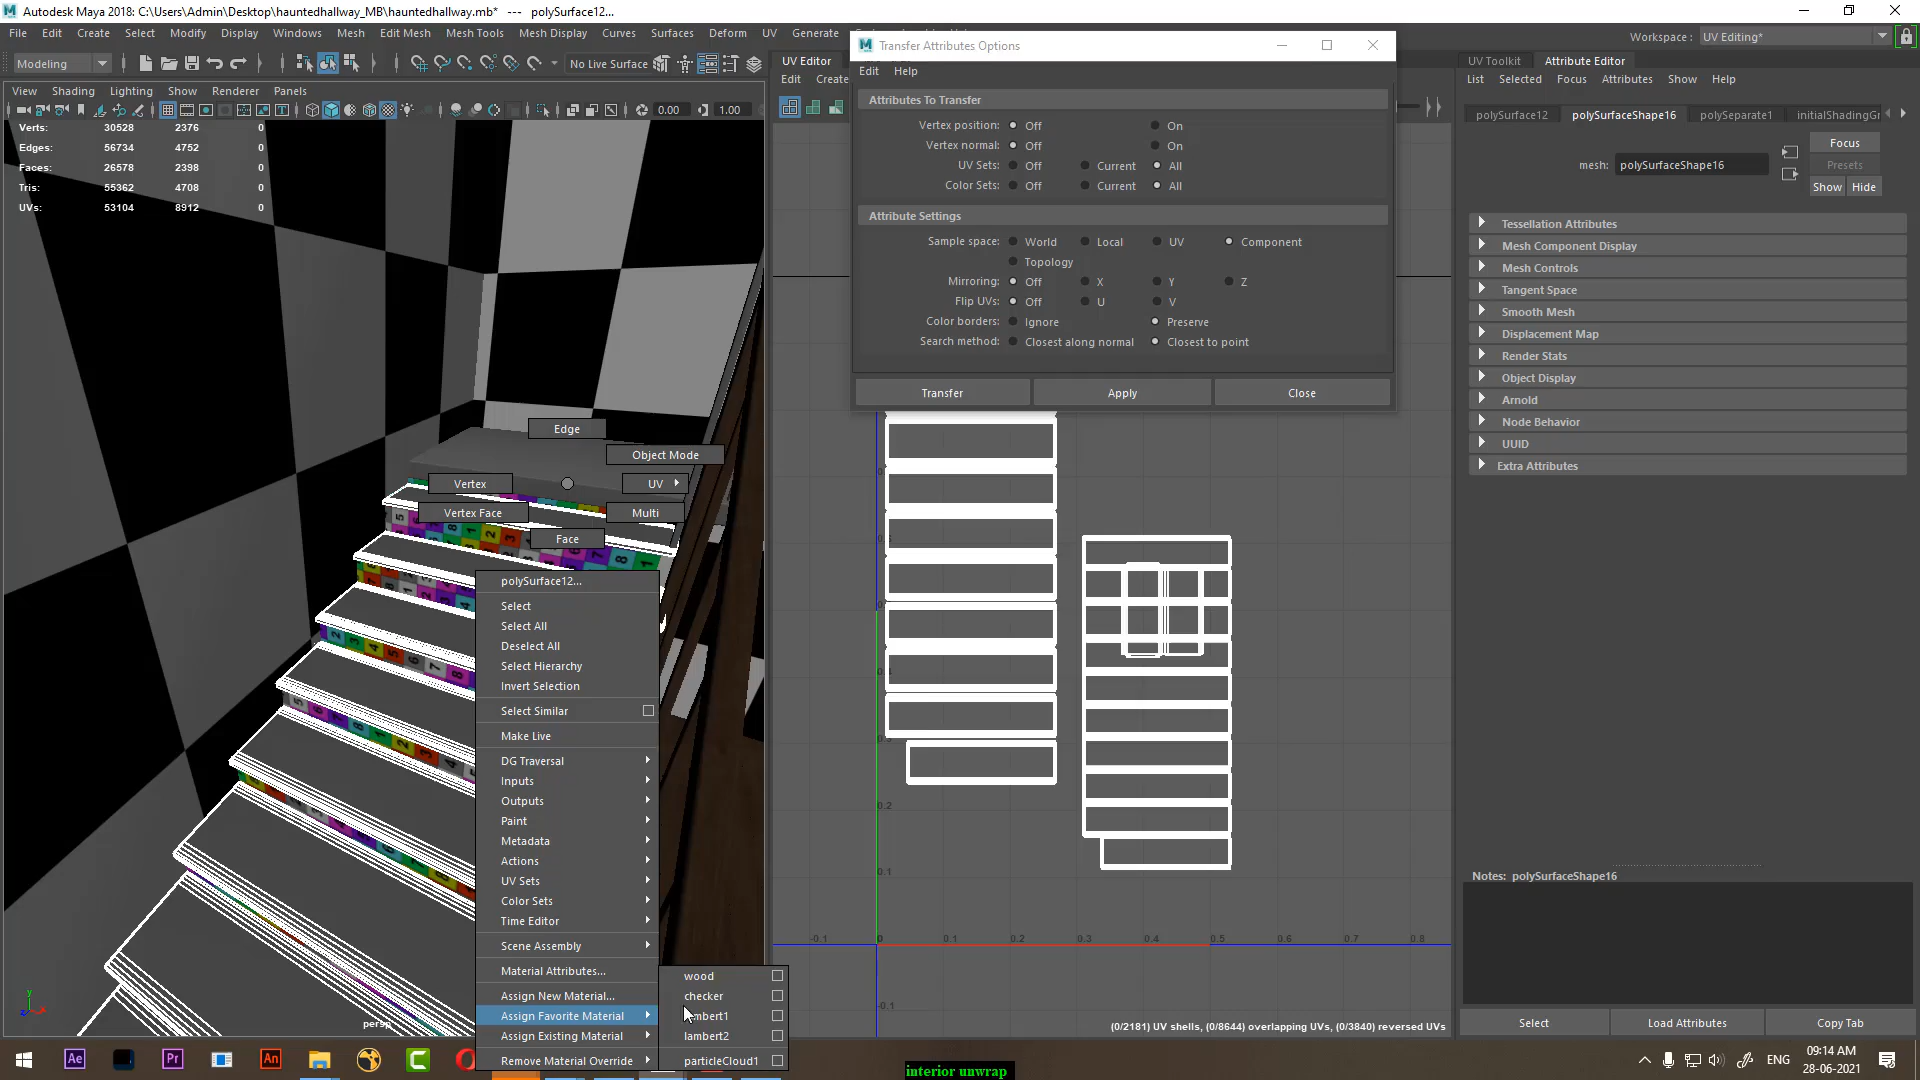 Autodesk Maya 2018: C:\Users\Admin\Desktop\hauntedhallway_MB\hauntedhallway.mb* --- polySurface12...
File Edit Create Select Modify Display Windows Mesh Edit Mesh Mesh Tools Mesh Display Curves Surfaces Deform UV Generate
Workspace : UV Editing*
Modeling No Live Surface
View Shading Lighting Show Renderer Panels
0.00 1.00
Verts: 30528 2376 0
Edges: 56734 4752 0
Faces: 26578 2398 0
Tris: 55362 4708 0
UVs: 53104 8912 0
Edge
Object Mode
Vertex
UV
Vertex Face
Multi
Face
polySurface12...
Select
Select All
Deselect All
Select Hierarchy
Invert Selection
Select Similar
Make Live
DG Traversal
Inputs
Outputs
Paint
Metadata
Actions
UV Sets
Color Sets
Time Editor
Scene Assembly
Material Attributes...
Assign New Material...
Assign Favorite Material
Assign Existing Material
Remove Material Override
wood
checker
mbert1
lambert2
particleCloud1
persp
UV Editor
Edit Create
Transfer Attributes Options
Edit Help
Attributes To Transfer
Vertex position: Off On
Vertex normal: Off On
UV Sets: Off Current All
Color Sets: Off Current All
Attribute Settings
Sample space: World Local UV Component
Topology
Mirroring: Off X Y Z
Flip UVs: Off U V
Color borders: Ignore Preserve
Search method: Closest along normal Closest to point
Transfer Apply Close
0.2
0.1
-0.1 0 0.1 0.2 0.3 0.4 0.5 0.6 0.7 0.8
-0.1
(0/2181) UV shells, (0/8644) overlapping UVs, (0/3840) reversed UVs
UV Toolkit Attribute Editor
List Selected Focus Attributes Show Help
polySurface12 polySurfaceShape16 polySeparate1 initialShadingGr
mesh: polySurfaceShape16
Focus
Presets
Show Hide
Tessellation Attributes
Mesh Component Display
Mesh Controls
Tangent Space
Smooth Mesh
Displacement Map
Render Stats
Object Display
Arnold
Node Behavior
UUID
Extra Attributes
Notes: polySurfaceShape16
Select Load Attributes Copy Tab
interior unwrap
ENG
09:14 AM
28-06-2021